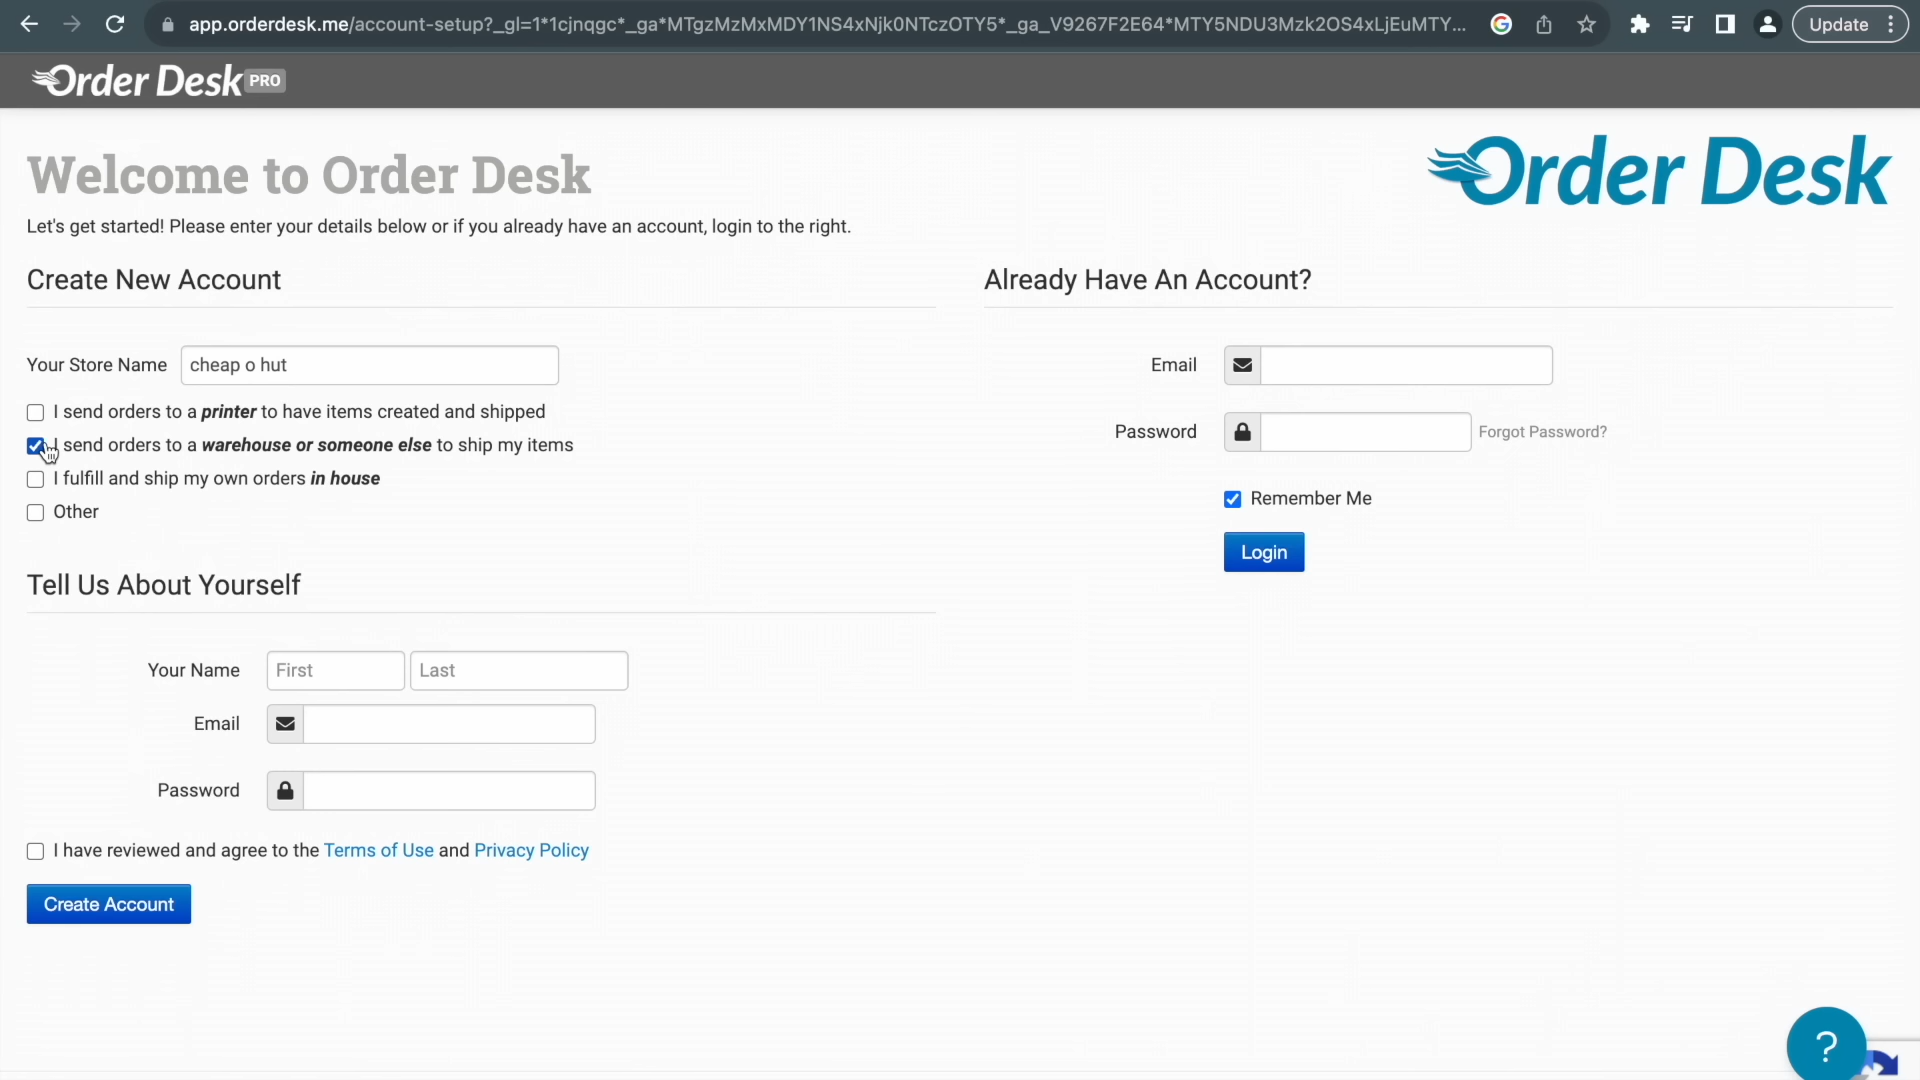 app.orderdesk.me/account-setup?_gl=1*1cjnqgc*_ga*MTgzMzMxMDY1NS4xNjk0NTczOTY5*_ga_V9267F2E64*MTY5NDU3Mzk2OS4xLjEuMTY...
Update
Order Desk PRO
Welcome to Order Desk
Order Desk
Let's get started! Please enter your details below or if you already have an account, login to the right.
Create New Account
Your Store Name cheap o hut
I send orders to a printer to have items created and shipped
I send orders to a warehouse or someone else to ship my items
I fulfill and ship my own orders in house
Other
Tell Us About Yourself
Your Name First Last
Email
Password
I have reviewed and agree to the Terms of Use and Privacy Policy
Create Account
Already Have An Account?
Email
Password Forgot Password?
Remember Me
Login
?